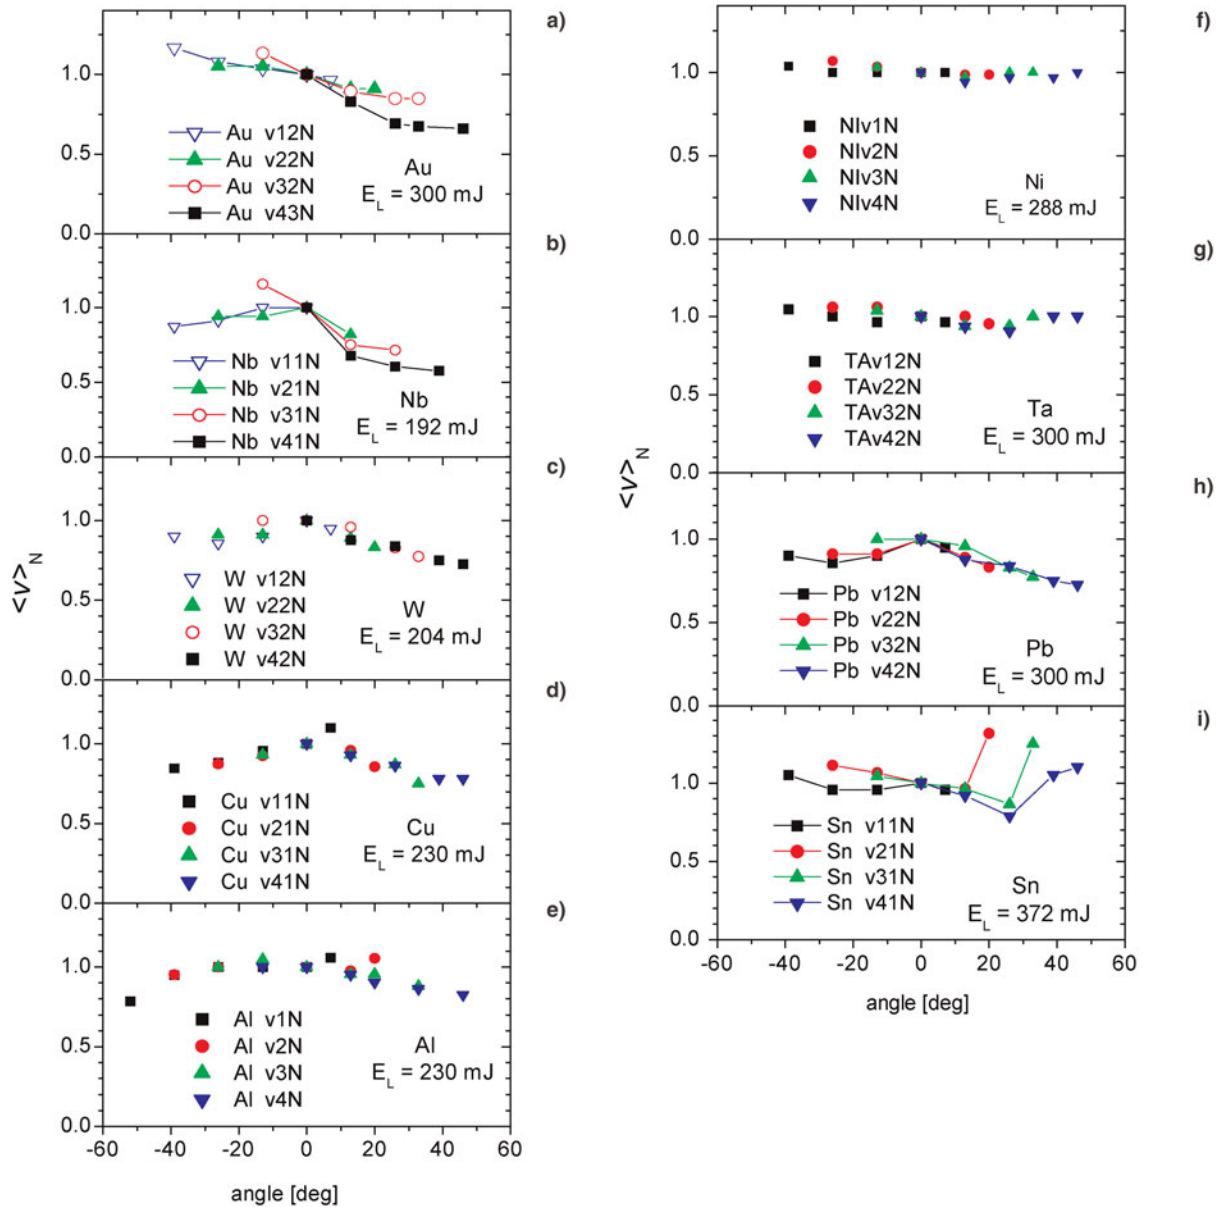 a)
1.0
0.5
0.0
Au v12N
Au v22N
Au v32N
Au v43N
Au
E_L = 300 mJ
b)
1.0
0.5
0.0
Nb v11N
Nb v21N
Nb v31N
Nb v41N
Nb
E_L = 192 mJ
c)
1.0
0.5
0.0
W v12N
W v22N
W v32N
W v42N
W
E_L = 204 mJ
<v>_N
d)
1.0
0.5
0.0
Cu v11N
Cu v21N
Cu v31N
Cu v41N
Cu
E_L = 230 mJ
e)
1.0
0.5
0.0
Al v1N
Al v2N
Al v3N
Al v4N
Al
E_L = 230 mJ
-60 -40 -20 0 20 40 60
angle [deg]
f)
1.0
0.5
0.0
NIv1N
NIv2N
NIv3N
NIv4N
Ni
E_L = 288 mJ
g)
1.0
0.5
0.0
TAv12N
TAv22N
TAv32N
TAv42N
Ta
E_L = 300 mJ
<v>_N
h)
1.0
0.5
0.0
Pb v12N
Pb v22N
Pb v32N
Pb v42N
Pb
E_L = 300 mJ
i)
1.0
0.5
0.0
Sn v11N
Sn v21N
Sn v31N
Sn v41N
Sn
E_L = 372 mJ
-60 -40 -20 0 20 40 60
angle [deg]